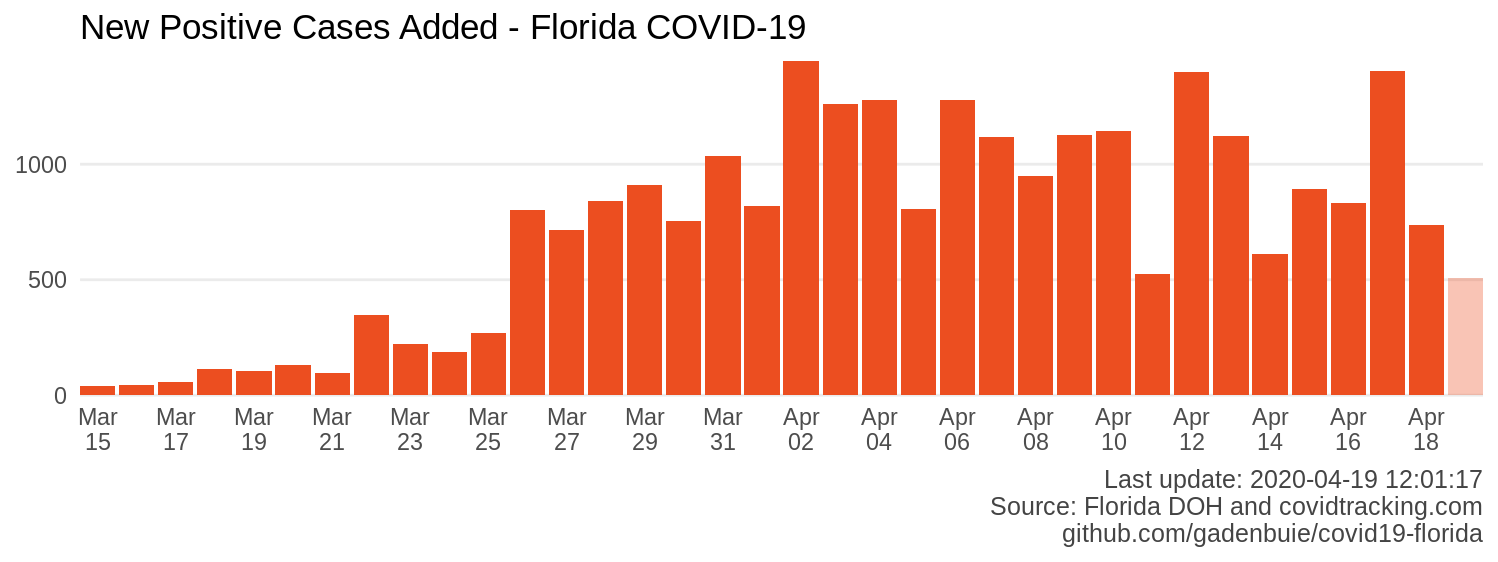 New Positive Cases Added - Florida COVID-19
1000
500
0
Mar Mar Mar Mar Mar Mar Mar Mar Mar Apr Apr Apr Apr Apr Apr Apr Apr Apr
15 17 19 21 23 25 27 29 31 02 04 06 08 10 12 14 16 18
Last update: 2020-04-19 12:01:17
Source: Florida DOH and covidtracking.com
github.com/gadenbuie/covid19-florida